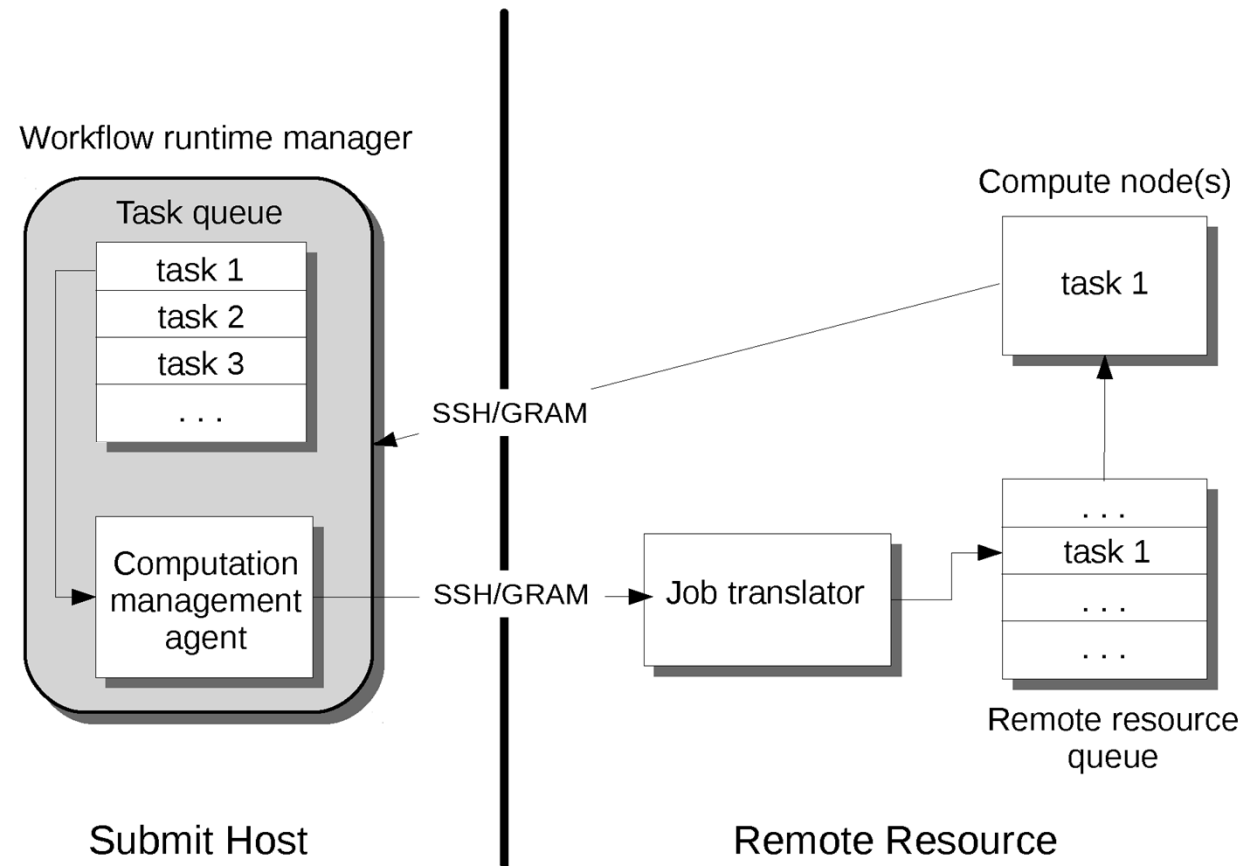 Workflow runtime manager
Task queue
task 1
task 2
task 3
. . .
Computation
management
agent
SSH/GRAM
SSH/GRAM
Job translator
Compute node(s)
task 1
. . .
task 1
. . .
. . .
Remote resource
queue
Submit Host
Remote Resource